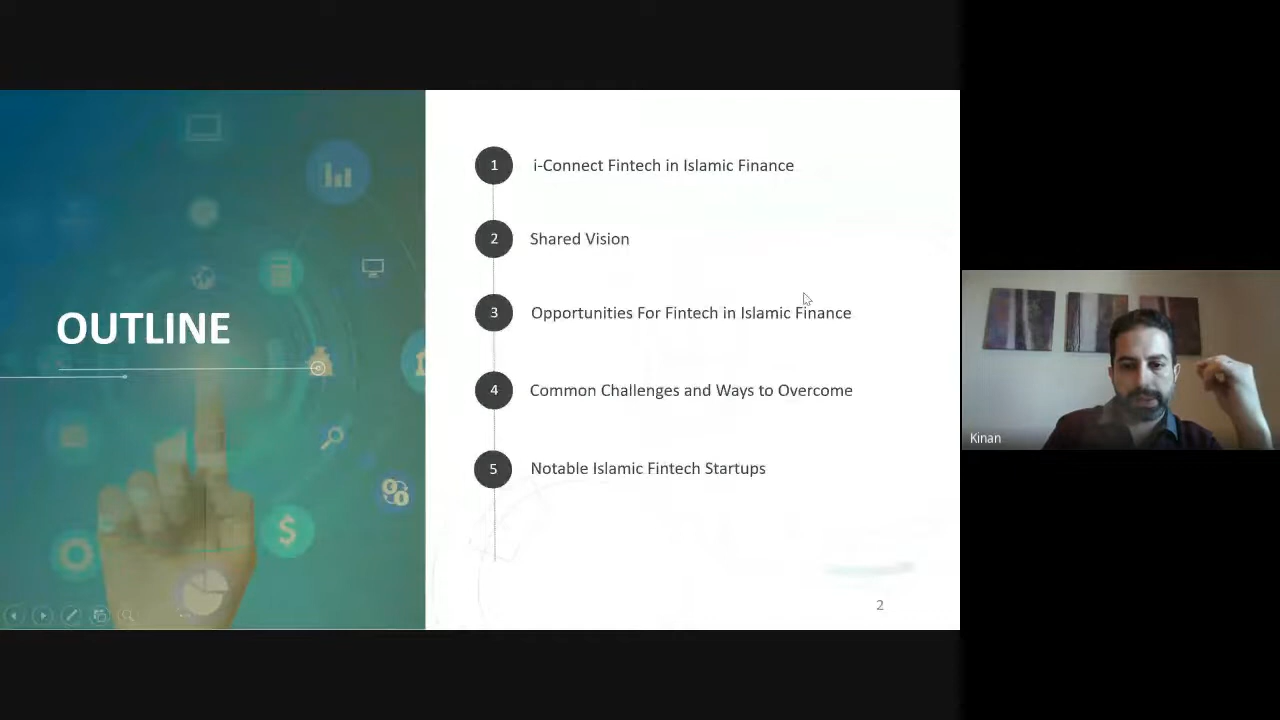 OUTLINE
1 i-Connect Fintech in Islamic Finance
2 Shared Vision
3 Opportunities For Fintech in Islamic Finance
4 Common Challenges and Ways to Overcome
5 Notable Islamic Fintech Startups
2
Kinan